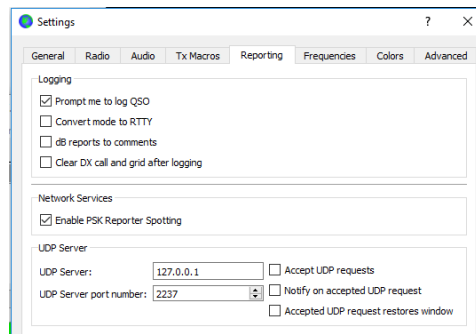 Settings
General Radio Audio Tx Macros Reporting Frequencies Colors Advanced
Logging
Prompt me to log QSO
Convert mode to RTTY
dB reports to comments
Clear DX call and grid after logging
Network Services
Enable PSK Reporter Spotting
UDP Server
UDP Server: 127.0.0.1 Accept UDP requests
UDP Server port number: 2237 Notify on accepted UDP request
Accepted UDP request restores window